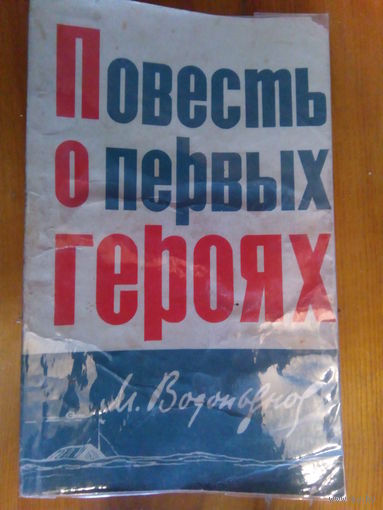 Повесть
о первых
героях
М. Водопьянов